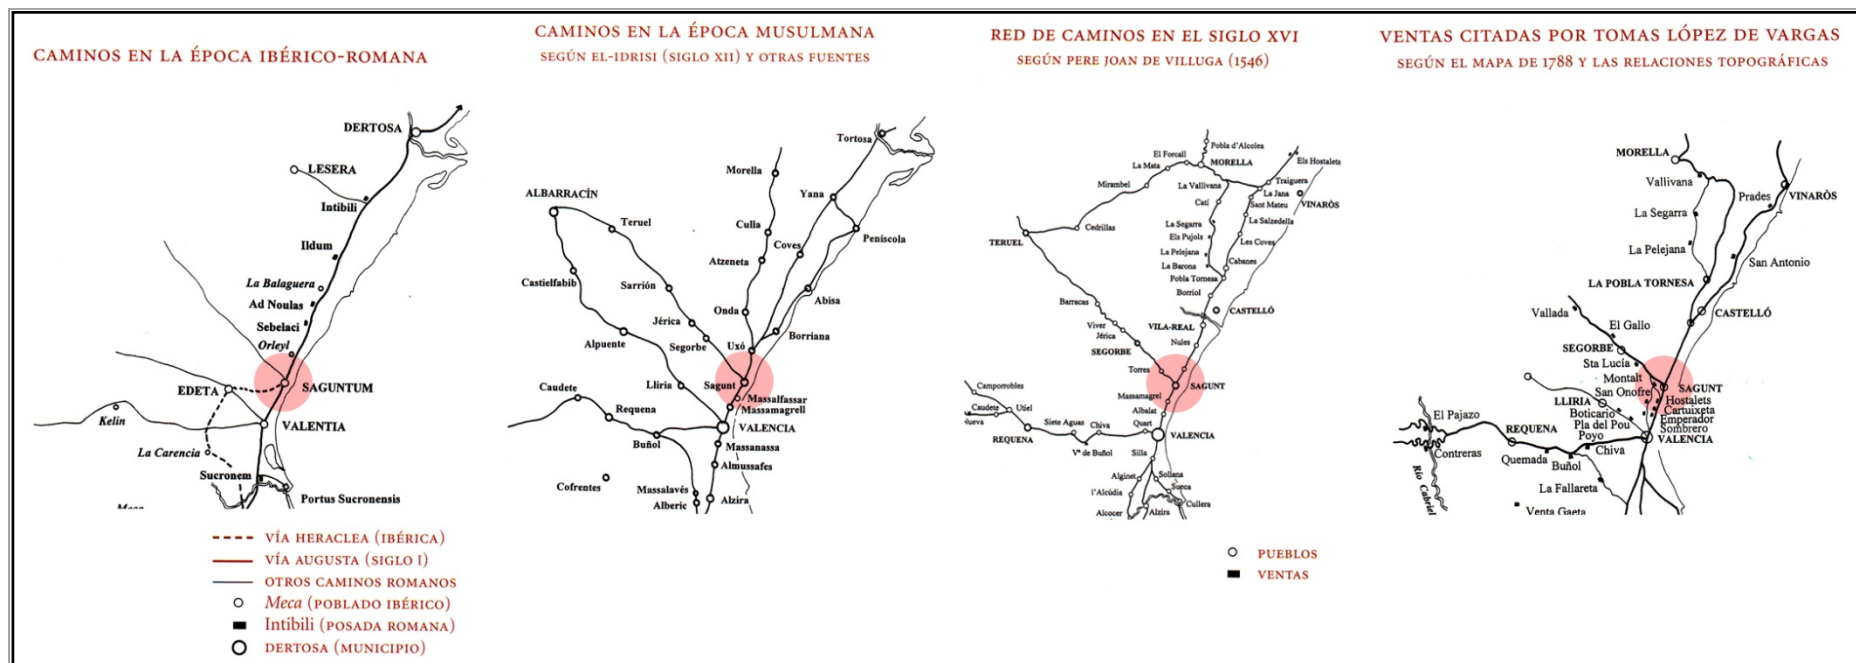 CAMINOS EN LA ÉPOCA IBÉRICO-ROMANA
DERTOSA
LESERA
Intibili
Ildum
La Balaguera
Ad Noulas
Sebelaci
Orleyl
SAGUNTUM
EDETA
VALENTIA
Kelin
La Carencia
Sucronem
Portus Sucronensis
VÍA HERACLEA (IBÉRICA)
VÍA AUGUSTA (SIGLO I)
OTROS CAMINOS ROMANOS
Meca (POBLADO IBÉRICO)
Intibili (POSADA ROMANA)
DERTOSA (MUNICIPIO)
CAMINOS EN LA ÉPOCA MUSULMANA
SEGÚN EL-IDRISI (SIGLO XII) Y OTRAS FUENTES
Tortosa
Morella
Yana
ALBARRACÍN
Teruel
Culla
Coves
Peníscola
Atzeneta
Castielfabib
Sarrión
Abisa
Onda
Jérica
Borriana
Alpuente
Segorbe
Uxó
Caudete
Lliria
Sagunt
Massalfassar
Massamagrell
Requena
VALENCIA
Buñol
Massanassa
Almussafes
Cofrentes
Massalavés
Alzira
Alberic
RED DE CAMINOS EN EL SIGLO XVI
SEGÚN PERE JOAN DE VILLUGA (1546)
Pobla d'Alcolea
El Forcall
La Mata
MORELLA
Els Hostalets
Mirambel
La Vallivana
Traiguera
La Jana
Catí
Sant Mateu
VINARÒS
Cedrillas
La Segarra
La Salzedella
TERUEL
Els Pujols
Les Coves
La Pelejana
La Barona
Cabanes
Pobla Tornesa
Barracas
Borriol
CASTELLÓ
Viver
VILA-REAL
Jérica
Nules
SEGORBE
Torres
SAGUNT
Camporrobles
Massamagrel
Caudete
Utiel
Albalat
Nueva
Siete Aguas
Chiva
Quart
REQUENA
VALENCIA
Vª de Buñol
Silla
Alginet
Sollana
l'Alcúdia
Sueca
Cullera
Alcocer
Alzira
PUEBLOS
VENTAS
VENTAS CITADAS POR TOMAS LÓPEZ DE VARGAS
SEGÚN EL MAPA DE 1788 Y LAS RELACIONES TOPOGRÁFICAS
MORELLA
Vallivana
Prades
VINARÒS
La Segarra
La Pelejana
San Antonio
LA POBLA TORNESA
Vallada
CASTELLÓ
El Gallo
SEGORBE
Sta Lucía
Montalt
SAGUNT
San Onofre
Hostalets
LLIRIA
Cartuixeta
Boticario
Emperador
El Pajazo
Pla del Pou
Sombrero
REQUENA
Poyo
VALENCIA
Contreras
Chiva
Quemada
Buñol
Río Cabriel
La Fallareta
Venta Gaeta